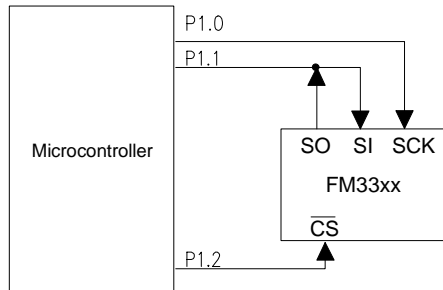 P1.0
P1.1
Microcontroller
SO SI SCK
FM33xx
CS
P1.2